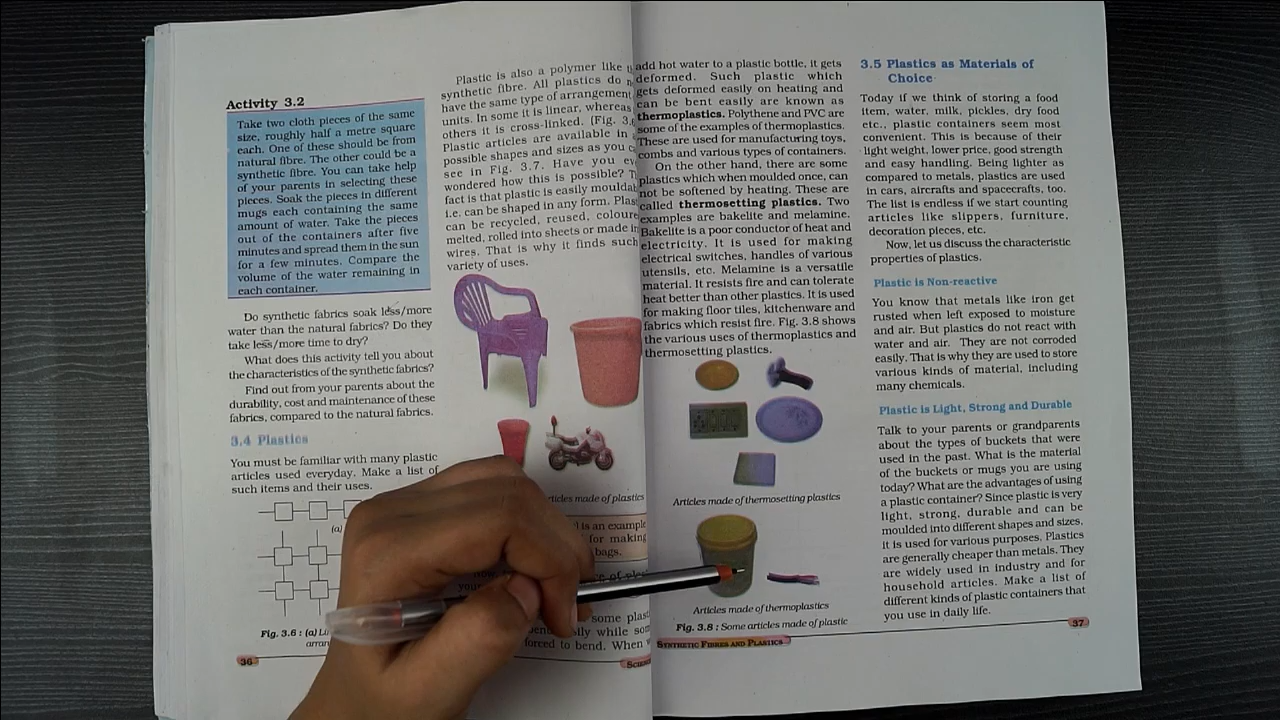 Activity 3.2
Take two cloth pieces of the same
size, roughly half a metre square
each. One of these should be from
natural fibre. The other could be a
synthetic fibre. You can take help
of your parents in selecting these
pieces. Soak the pieces in different
mugs each containing the same
amount of water. Take the pieces
out of the containers after five
minutes and spread them in the sun
for a few minutes. Compare the
volume of the water remaining in
each container.
Do synthetic fabrics soak less/more
water than the natural fabrics? Do they
take less/more time to dry?
What does this activity tell you about
the characteristics of the synthetic fabrics?
Find out from your parents about the
durability, cost and maintenance of these
fabrics, compared to the natural fabrics.
3.4 Plastics
You must be familiar with many plastic
articles used everyday. Make a list of
such items and their uses.
(a)
Fig. 3.6 : (a)
36
Plastic is also a polymer like
synthetic fibre. All plastics do
have the same type of arrangement
units. In some it is linear, whereas
others it is cross-linked. (Fig. 3.
Plastic articles are available in
possible shapes and sizes as you
see in Fig. 3.7. Have you
wondered how this is possible?
fact is that plastic is easily
i.e. can be shaped in any form.
can be recycled, reused,
melted, rolled into sheets or made
wires. That is why it finds such
variety of uses.
made of plastics
is an example
for making
bags.
some
while
forced to bend. When
add hot water to a plastic bottle, it gets
deformed. Such plastic which
gets deformed easily on heating and
can be bent easily are known as
thermoplastics. Polythene and PVC are
some of the examples of thermoplastics.
These are used for manufacturing toys,
combs and various types of containers.
On the other hand, there are some
plastics which when moulded once, can
not be softened by heating. These are
called thermosetting plastics. Two
examples are bakelite and melamine.
Bakelite is a poor conductor of heat and
electricity. It is used for making
electrical switches, handles of various
utensils, etc. Melamine is a versatile
material. It resists fire and can tolerate
heat better than other plastics. It is used
for making floor tiles, kitchenware and
fabrics which resist fire. Fig. 3.8 shows
the various uses of thermoplastics and
thermosetting plastics.
Articles made of thermosetting plastics
Articles made of thermoplastics
Fig. 3.8 : Some articles made of plastic
SYNTHETIC FIBRES AND PLASTICS
3.5 Plastics as Materials of
Choice
Today if we think of storing a food
item, water, milk, pickles, dry food
etc., plastic containers seem most
convenient. This is because of their
light weight, lower price, good strength
and easy handling. Being lighter as
compared to metals, plastics are used
in cars, aircrafts and spacecrafts, too.
The list is endless if we start counting
articles like slippers, furniture,
decoration pieces, etc.
Now, let us discuss the characteristic
properties of plastics.
Plastic is Non-reactive
You know that metals like iron get
rusted when left exposed to moisture
and air. But plastics do not react with
water and air. They are not corroded
easily. That is why they are used to store
various kinds of material, including
many chemicals.
Plastic is Light, Strong and Durable
Talk to your parents or grandparents
about the types of buckets that were
used in the past. What is the material
of the buckets or mugs you are using
today? What are the advantages of using
a plastic container? Since plastic is very
light, strong, durable and can be
moulded into different shapes and sizes,
it is used for various purposes. Plastics
are generally cheaper than metals. They
are widely used in industry and for
household articles. Make a list of
different kinds of plastic containers that
you use in daily life.
37